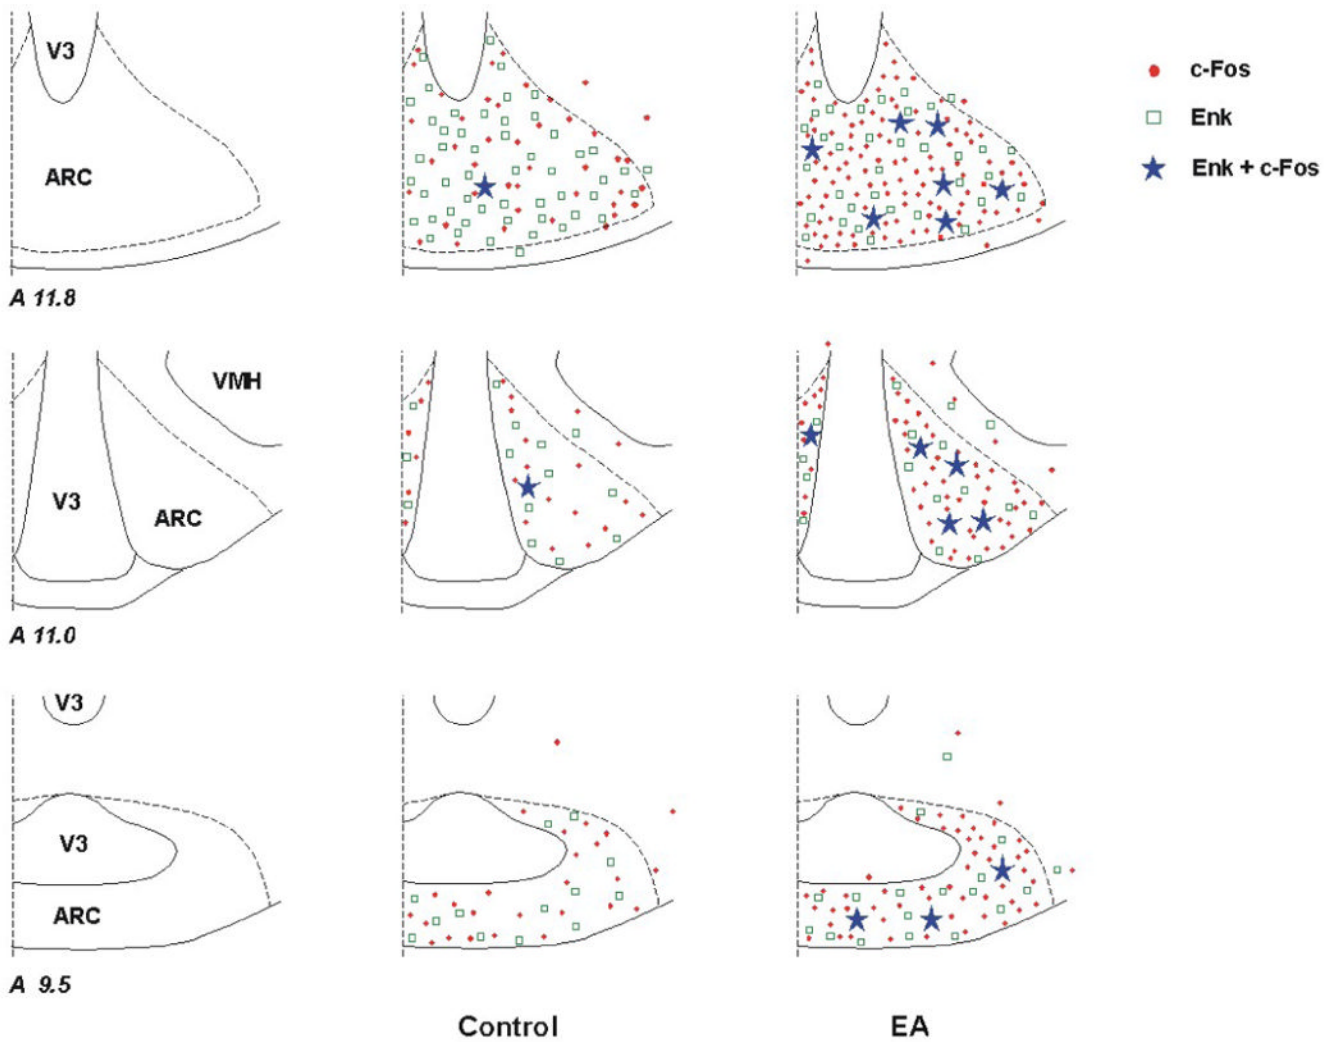 V3
ARC
A 11.8
c-Fos
Enk
Enk + c-Fos
VMH
V3
ARC
A 11.0
V3
V3
ARC
A 9.5
Control
EA